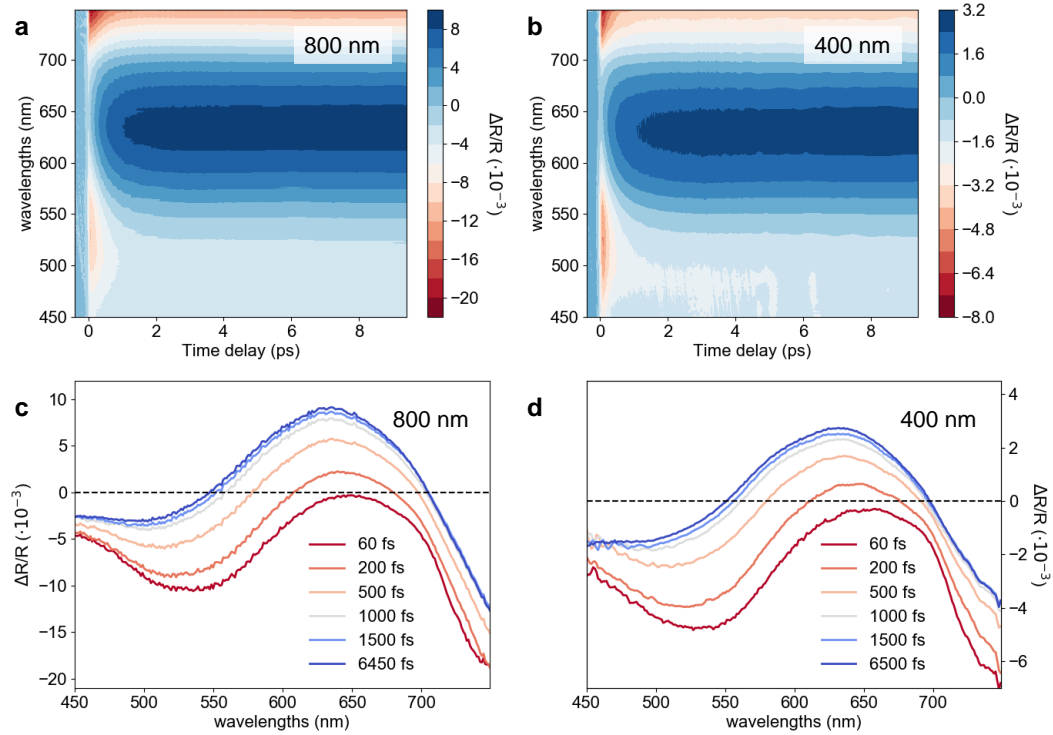 a
800 nm
wavelengths (nm)
700
650
600
550
500
450
0
2
4
6
8
Time delay (ps)
8
4
0
−4
−8
−12
−16
−20
ΔR/R (·10⁻³)
b
400 nm
wavelengths (nm)
700
650
600
550
500
450
0
2
4
6
8
Time delay (ps)
3.2
1.6
0.0
−1.6
−3.2
−4.8
−6.4
−8.0
ΔR/R (·10⁻³)
c
800 nm
ΔR/R (·10⁻³)
10
5
0
−5
−10
−15
−20
60 fs
200 fs
500 fs
1000 fs
1500 fs
6450 fs
450
500
550
600
650
700
wavelengths (nm)
d
400 nm
4
2
0
−2
−4
−6
ΔR/R (·10⁻³)
60 fs
200 fs
500 fs
1000 fs
1500 fs
6500 fs
450
500
550
600
650
700
wavelengths (nm)